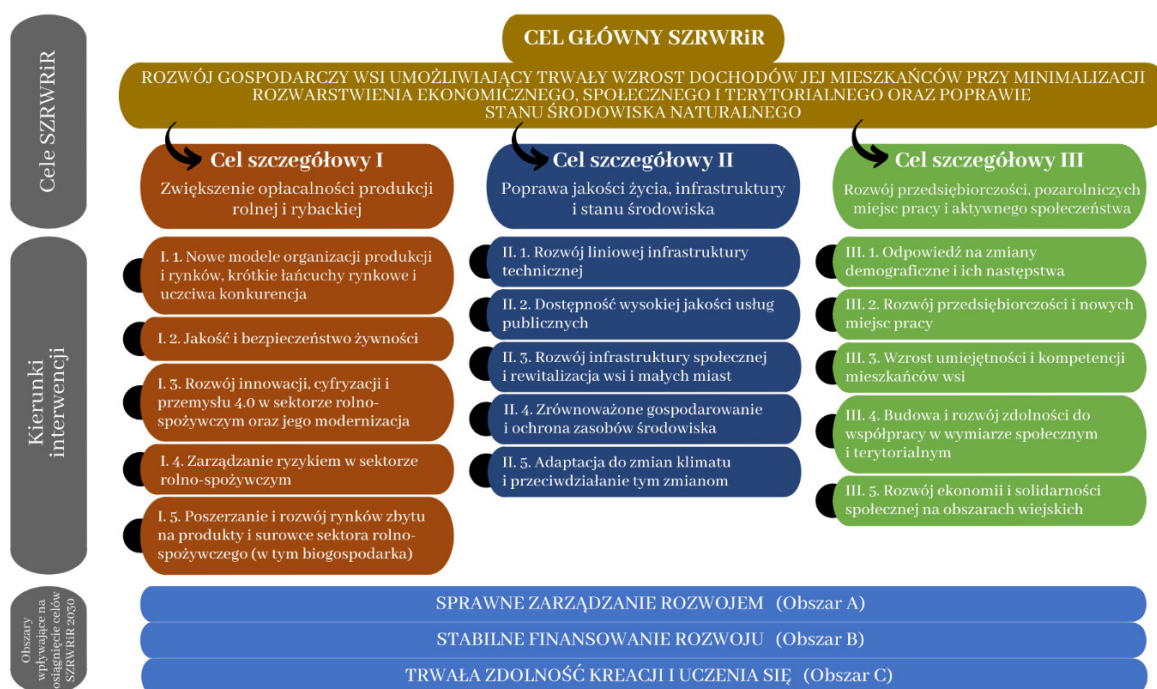 Cele SZRWRiR
CEL GŁÓWNY SZRWRiR
ROZWÓJ GOSPODARCZY WSI UMOŻLIWIAJĄCY TRWAŁY WZROST DOCHODÓW JEJ MIESZKAŃCÓW PRZY MINIMALIZACJI
ROZWARSTWIENIA EKONOMICZNEGO, SPOŁECZNEGO I TERYTORIALNEGO ORAZ POPRAWIE
STANU ŚRODOWISKA NATURALNEGO
Cel szczegółowy I
Zwiększenie opłacalności produkcji
rolnej i rybackiej
Cel szczegółowy II
Poprawa jakości życia, infrastruktury
i stanu środowiska
Cel szczegółowy III
Rozwój przedsiębiorczości, pozarolniczych
miejsc pracy i aktywnego społeczeństwa
Kierunki
interwencji
I. 1. Nowe modele organizacji produkcji
i rynków, krótkie łańcuchy rynkowe i
uczciwa konkurencja
I. 2. Jakość i bezpieczeństwo żywności
I. 3. Rozwój innowacji, cyfryzacji i
przemysłu 4.0 w sektorze rolno-
spożywczym oraz jego modernizacja
I. 4. Zarządzanie ryzykiem w sektorze
rolno-spożywczym
I. 5. Poszerzanie i rozwój rynków zbytu
na produkty i surowce sektora rolno-
spożywczego (w tym biogospodarka)
II. 1. Rozwój liniowej infrastruktury
technicznej
II. 2. Dostępność wysokiej jakości usług
publicznych
II. 3. Rozwój infrastruktury społecznej
i rewitalizacja wsi i małych miast
II. 4. Zrównoważone gospodarowanie
i ochrona zasobów środowiska
II. 5. Adaptacja do zmian klimatu
i przeciwdziałanie tym zmianom
III. 1. Odpowiedź na zmiany
demograficzne i ich następstwa
III. 2. Rozwój przedsiębiorczości i nowych
miejsc pracy
III. 3. Wzrost umiejętności i kompetencji
mieszkańców wsi
III. 4. Budowa i rozwój zdolności do
współpracy w wymiarze społecznym
i terytorialnym
III. 5. Rozwój ekonomii i solidarności
społecznej na obszarach wiejskich
Obszary
wpływające na
osiągnięcie celów
SZRWRiR 2030
SPRAWNE ZARZĄDZANIE ROZWOJEM (Obszar A)
STABILNE FINANSOWANIE ROZWOJU (Obszar B)
TRWAŁA ZDOLNOŚĆ KREACJI I UCZENIA SIĘ (Obszar C)